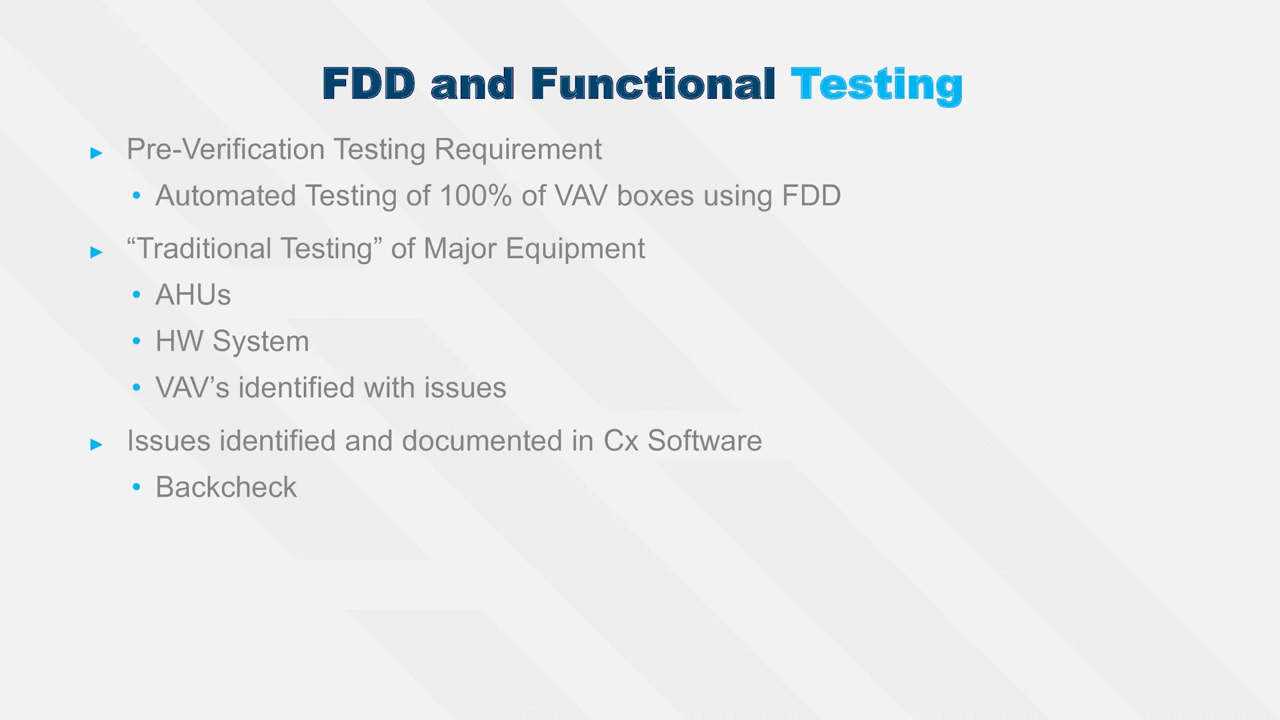 FDD and Functional Testing
► Pre-Verification Testing Requirement
• Automated Testing of 100% of VAV boxes using FDD
► “Traditional Testing” of Major Equipment
• AHUs
• HW System
• VAV’s identified with issues
► Issues identified and documented in Cx Software
• Backcheck